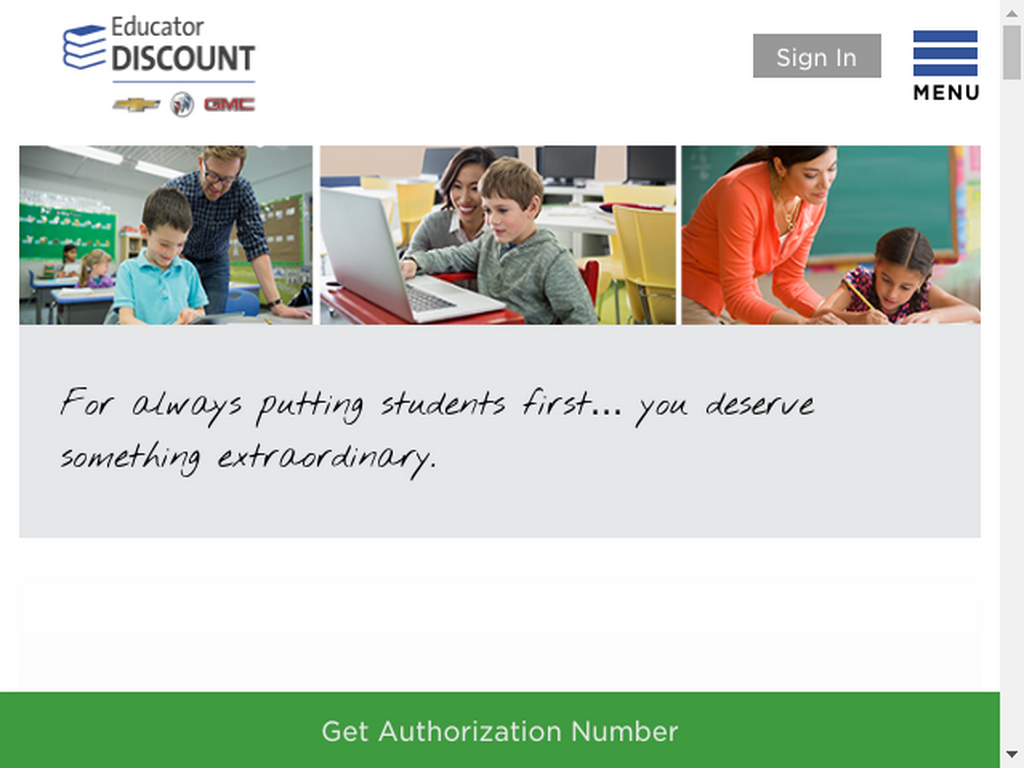 Educator
DISCOUNT
GMC
Sign In
MENU
For always putting students first... you deserve
something extraordinary.
Get Authorization Number